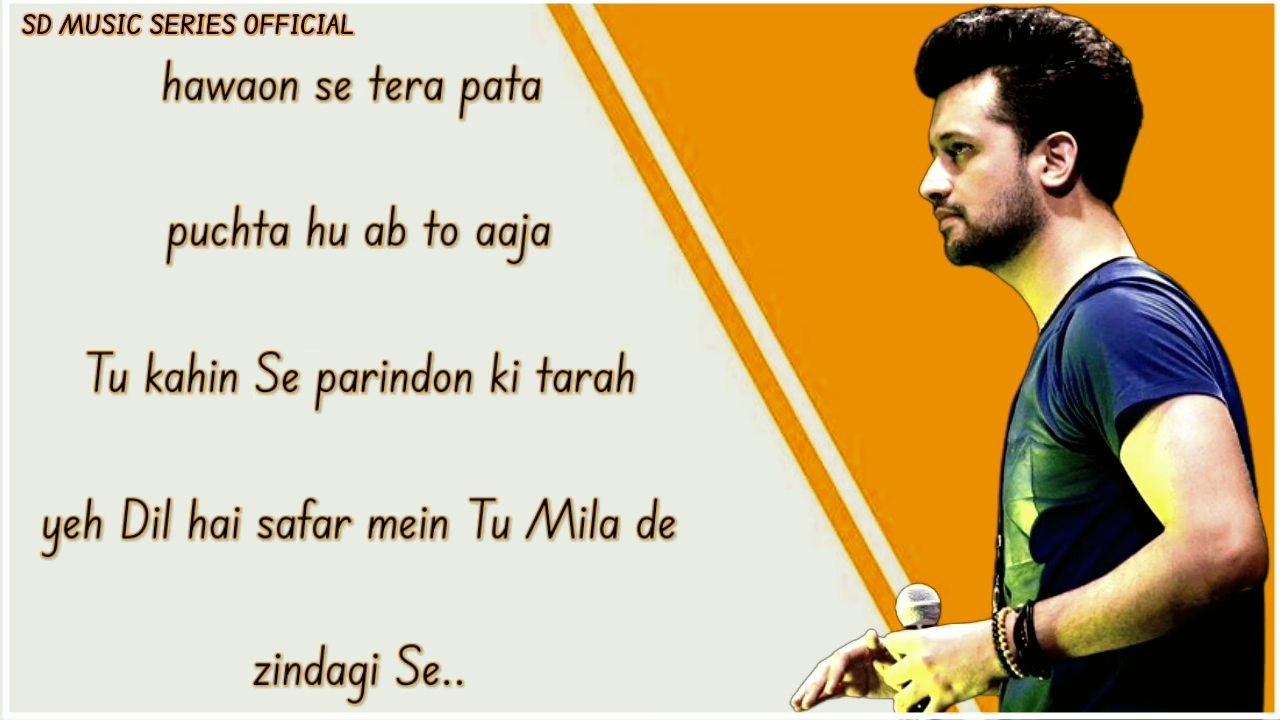 SD MUSIC SERIES OFFICIAL
hawaon se tera pata
puchta hu ab to aaja
Tu kahin Se parindon ki tarah
yeh Dil hai safar mein Tu Mila de
zindagi Se..